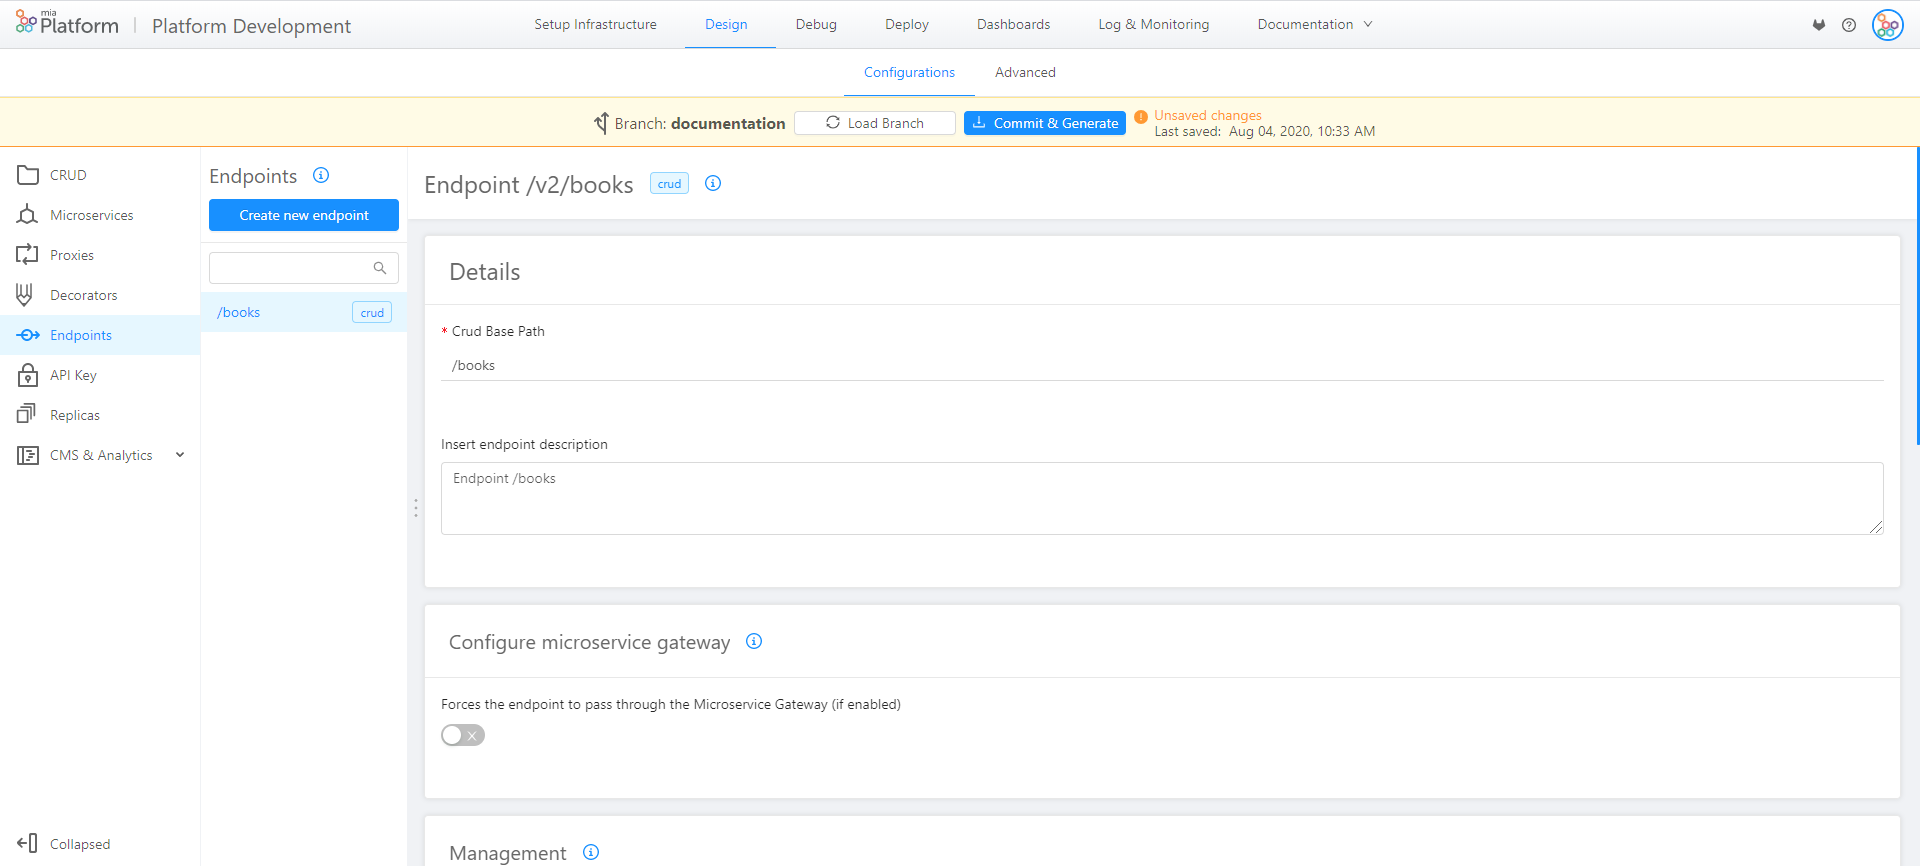 mia
Platform
Platform Development
Setup Infrastructure
Design
Debug
Deploy
Dashboards
Log & Monitoring
Documentation
Configurations
Advanced
Branch: documentation
Load Branch
Commit & Generate
Unsaved changes
Last saved: Aug 04, 2020, 10:33 AM
CRUD
Microservices
Proxies
Decorators
Endpoints
API Key
Replicas
CMS & Analytics
Collapsed
Endpoints
Create new endpoint
/books
crud
Endpoint /v2/books
crud
Details
* Crud Base Path
/books
Insert endpoint description
Endpoint /books
Configure microservice gateway
Forces the endpoint to pass through the Microservice Gateway (if enabled)
Management